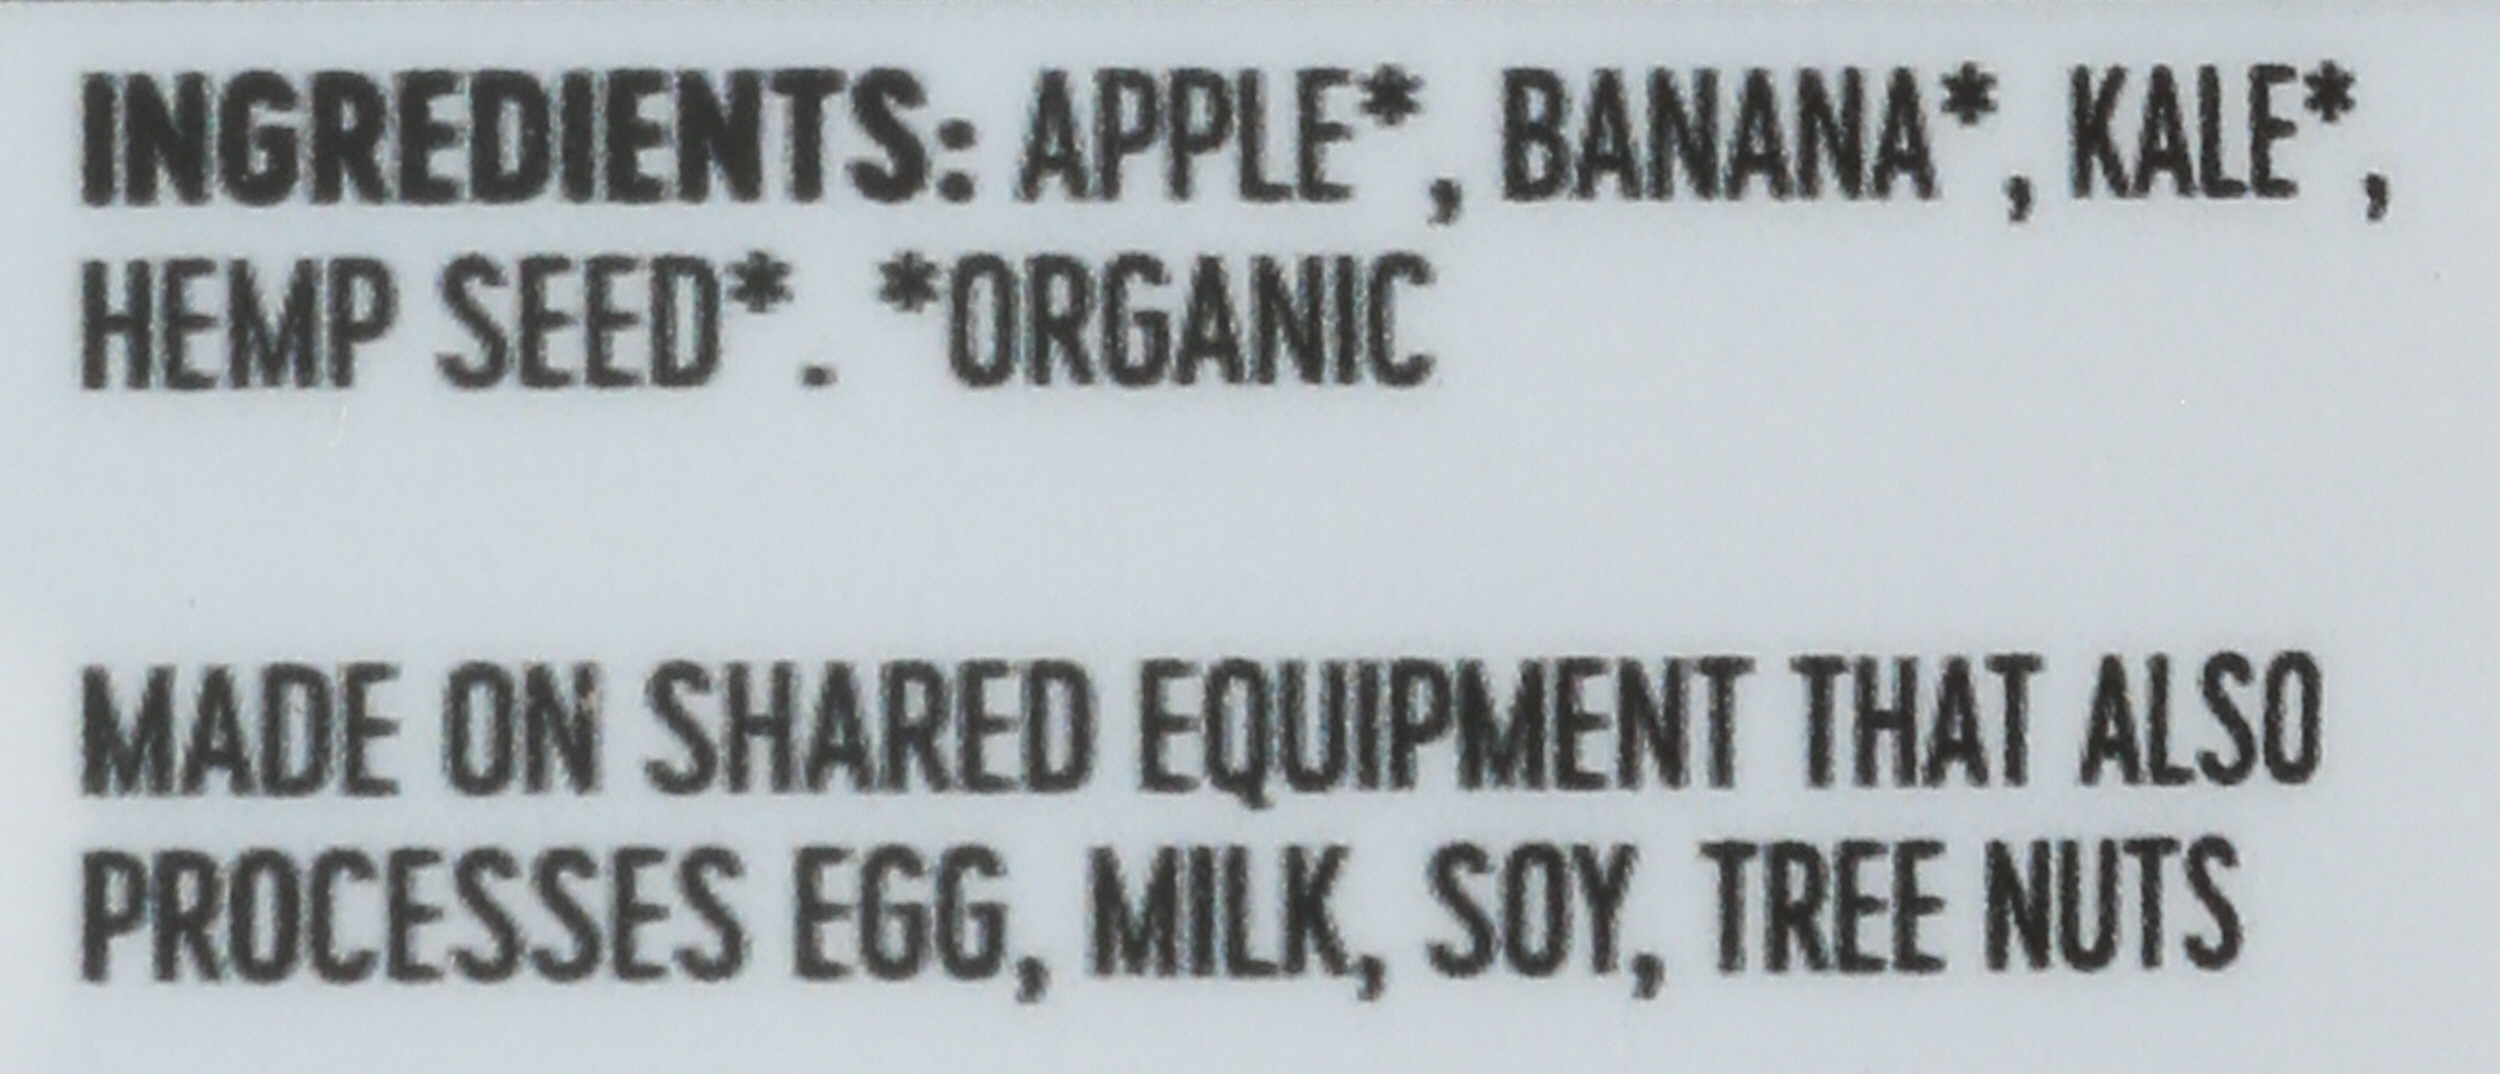 INGREDIENTS: APPLE*, BANANA*, KALE*,
HEMP SEED*. *ORGANIC
MADE ON SHARED EQUIPMENT THAT ALSO
PROCESSES EGG, MILK, SOY, TREE NUTS